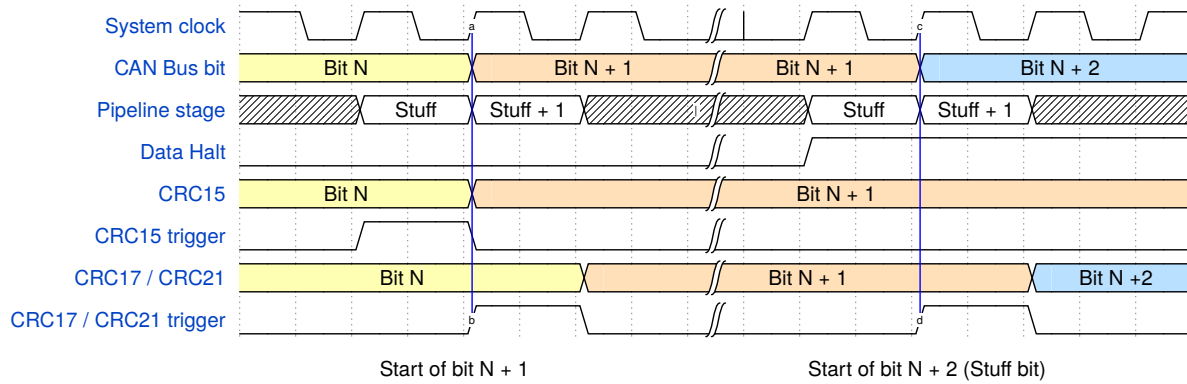 System clock a c
CAN Bus bit Bit N Bit N + 1 Bit N + 1 Bit N + 2
Pipeline stage Stuff Stuff + 1 i Stuff Stuff + 1
Data Halt
CRC15 Bit N Bit N + 1
CRC15 trigger
CRC17 / CRC21 Bit N Bit N + 1 Bit N +2
CRC17 / CRC21 trigger b d
Start of bit N + 1 Start of bit N + 2 (Stuff bit)